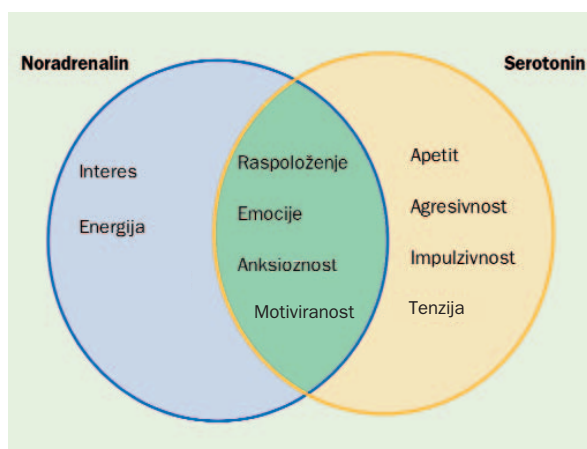 Noradrenalin
Serotonin
Interes
Energija
Raspoloženje
Emocije
Anksioznost
Motiviranost
Apetit
Agresivnost
Impulzivnost
Tenzija